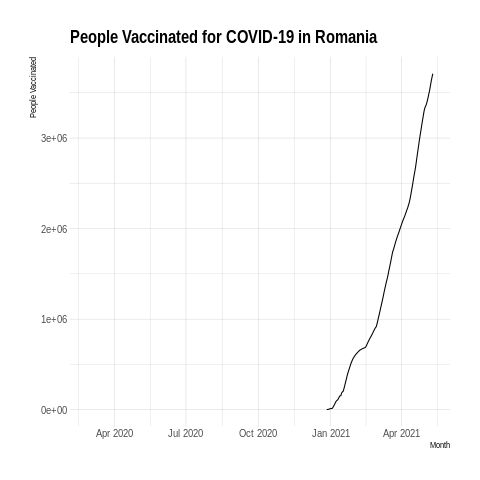 People Vaccinated for COVID-19 in Romania
People Vaccinated
3e+06
2e+06
1e+06
0e+00
Apr 2020 Jul 2020 Oct 2020 Jan 2021 Apr 2021
Month